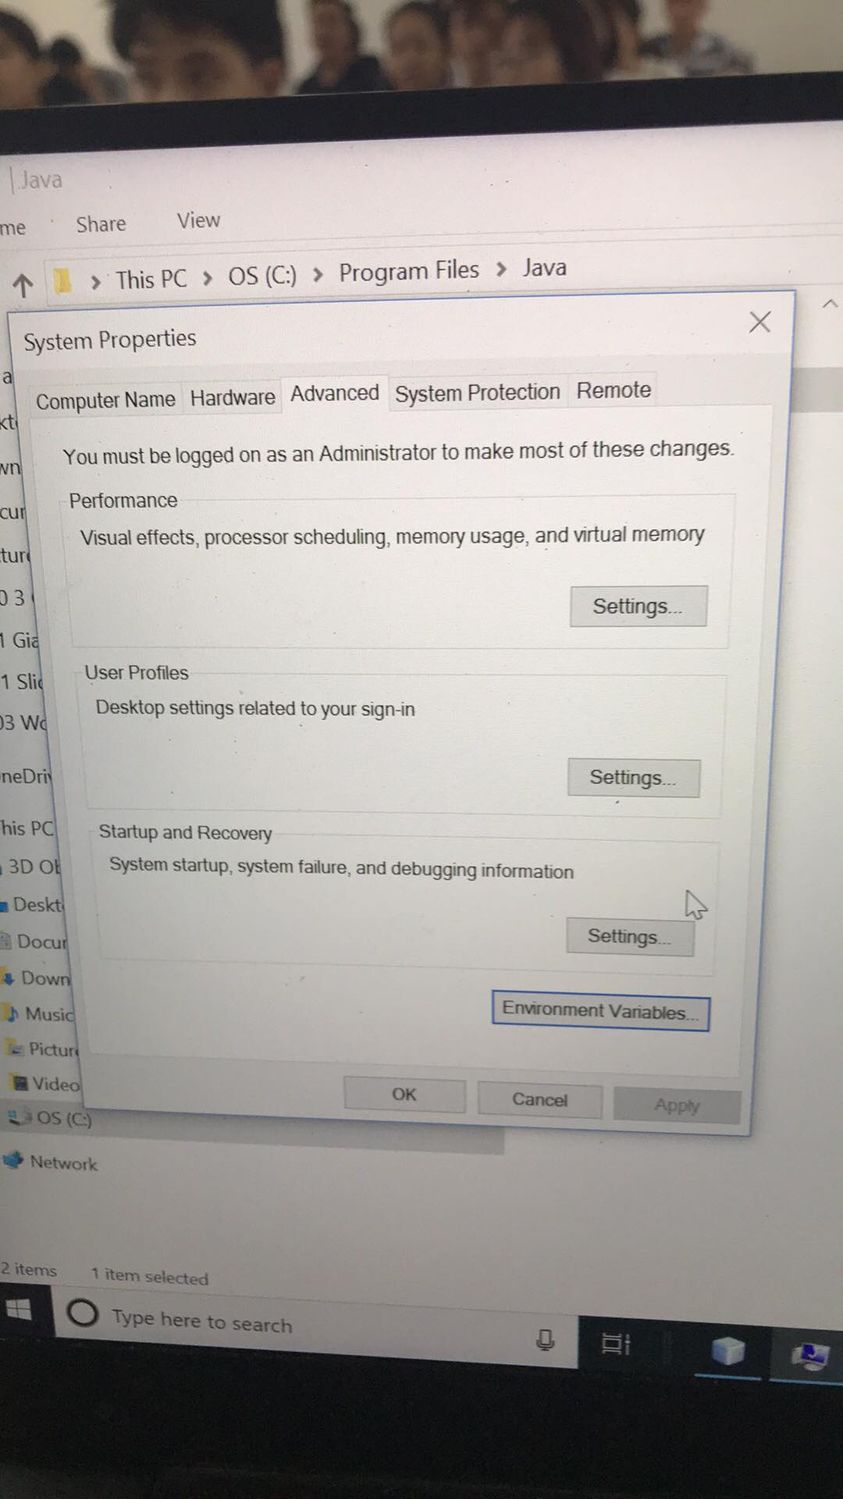 Java
me Share View
This PC > OS (C:) > Program Files > Java
System Properties
Computer Name Hardware Advanced System Protection Remote
You must be logged on as an Administrator to make most of these changes.
Performance
Visual effects, processor scheduling, memory usage, and virtual memory
Settings...
User Profiles
Desktop settings related to your sign-in
Settings...
Startup and Recovery
System startup, system failure, and debugging information
Settings...
Environment Variables...
OK Cancel Apply
a
kt
wn
cur
ture
0 3
1 Gia
1 Slid
03 Wo
neDriv
his PC
3D Ob
Deskt
Docur
Down
Music
Pictur
Video
OS (C:)
Network
2 items 1 item selected
Type here to search